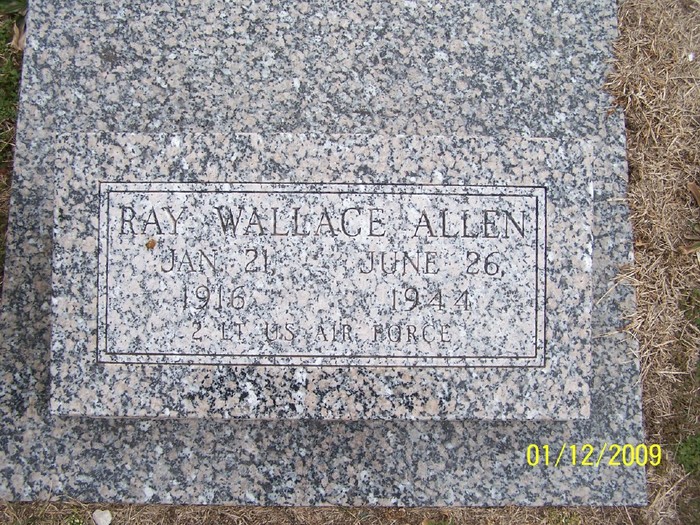 RAY WALLACE ALLEN
JAN 21 JUNE 26
1916 1944
2 LT US AIR FORCE
01/12/2009